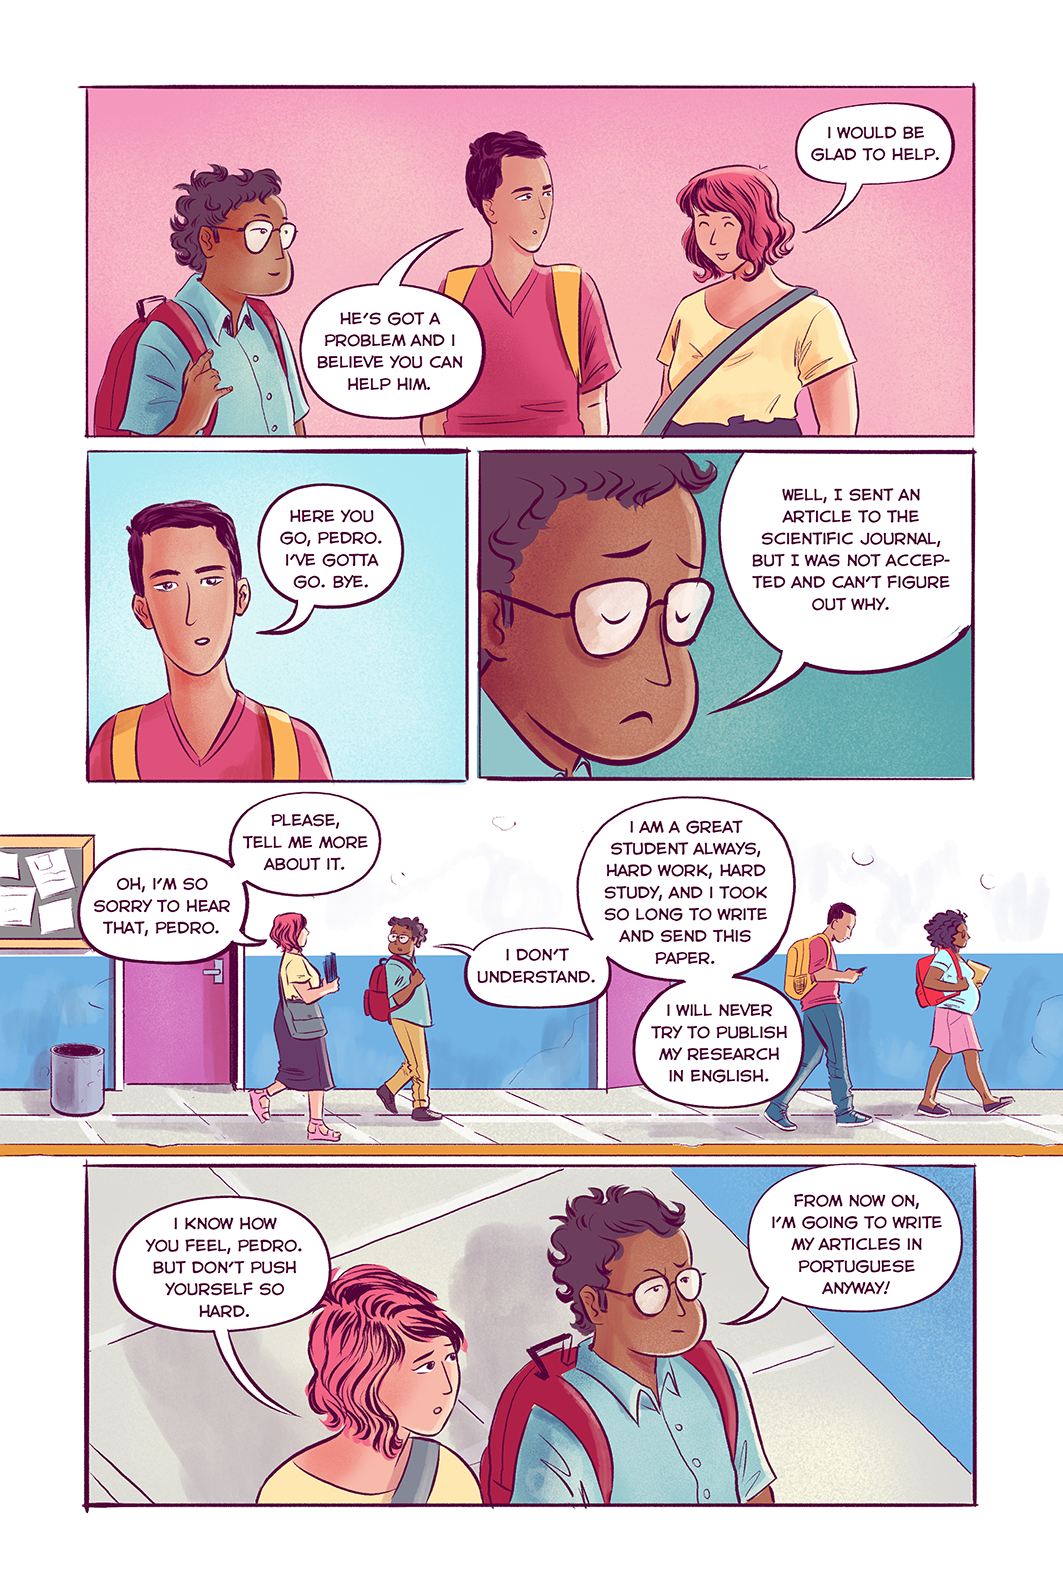 I WOULD BE
GLAD TO HELP.
HE'S GOT A
PROBLEM AND I
BELIEVE YOU CAN
HELP HIM.
HERE YOU
GO, PEDRO.
I'VE GOTTA
GO. BYE.
WELL, I SENT AN
ARTICLE TO THE
SCIENTIFIC JOURNAL,
BUT I WAS NOT ACCEP-
TED AND CAN'T FIGURE
OUT WHY.
OH, I'M SO
SORRY TO HEAR
THAT, PEDRO.
PLEASE,
TELL ME MORE
ABOUT IT.
I DON'T
UNDERSTAND.
I AM A GREAT
STUDENT ALWAYS,
HARD WORK, HARD
STUDY, AND I TOOK
SO LONG TO WRITE
AND SEND THIS
PAPER.
I WILL NEVER
TRY TO PUBLISH
MY RESEARCH
IN ENGLISH.
I KNOW HOW
YOU FEEL, PEDRO.
BUT DON'T PUSH
YOURSELF SO
HARD.
FROM NOW ON,
I'M GOING TO WRITE
MY ARTICLES IN
PORTUGUESE
ANYWAY!